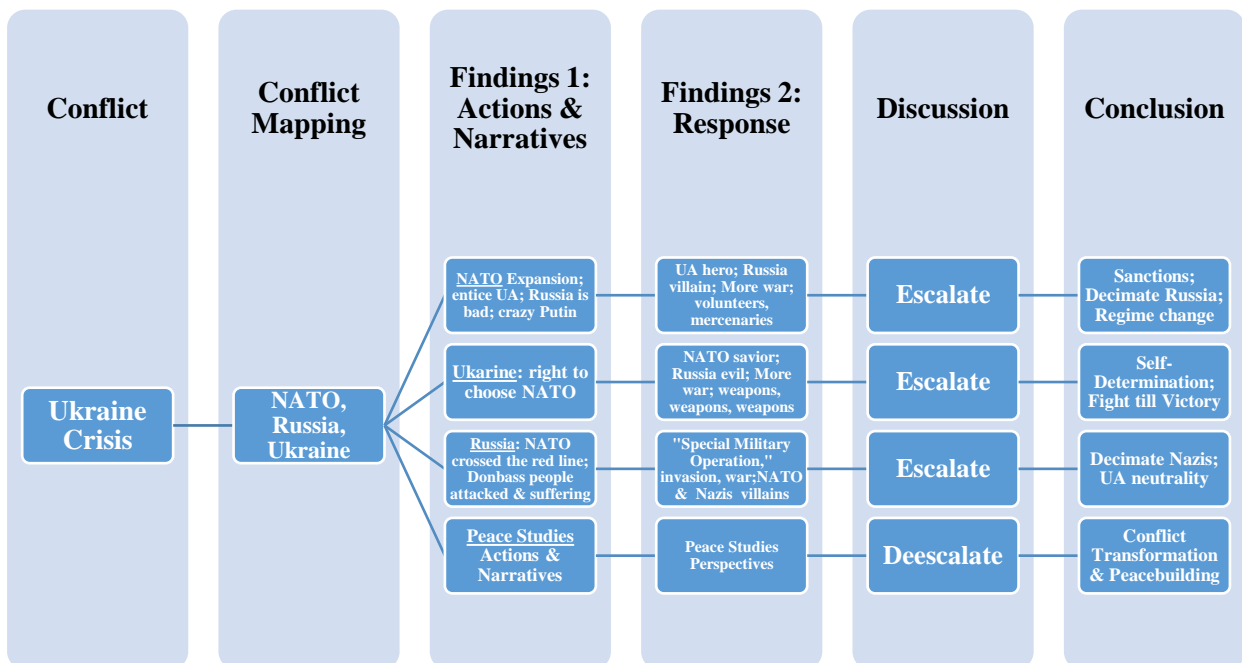 Conflict
Conflict
Mapping
Findings 1:
Actions &
Narratives
Findings 2:
Response
Discussion
Conclusion
Ukraine
Crisis
NATO,
Russia,
Ukraine
NATO Expansion;
entice UA; Russia is
bad; crazy Putin
UA hero; Russia
villain; More war;
volunteers,
mercenaries
Escalate
Sanctions;
Decimate Russia;
Regime change
Ukarine: right to
choose NATO
NATO savior;
Russia evil; More
war; weapons,
weapons, weapons
Escalate
Self-
Determination;
Fight till Victory
Russia: NATO
crossed the red line;
Donbass people
attacked & suffering
"Special Military
Operation,"
invasion, war;NATO
& Nazis villains
Escalate
Decimate Nazis;
UA neutrality
Peace Studies
Actions &
Narratives
Peace Studies
Perspectives
Deescalate
Conflict
Transformation
& Peacebuilding